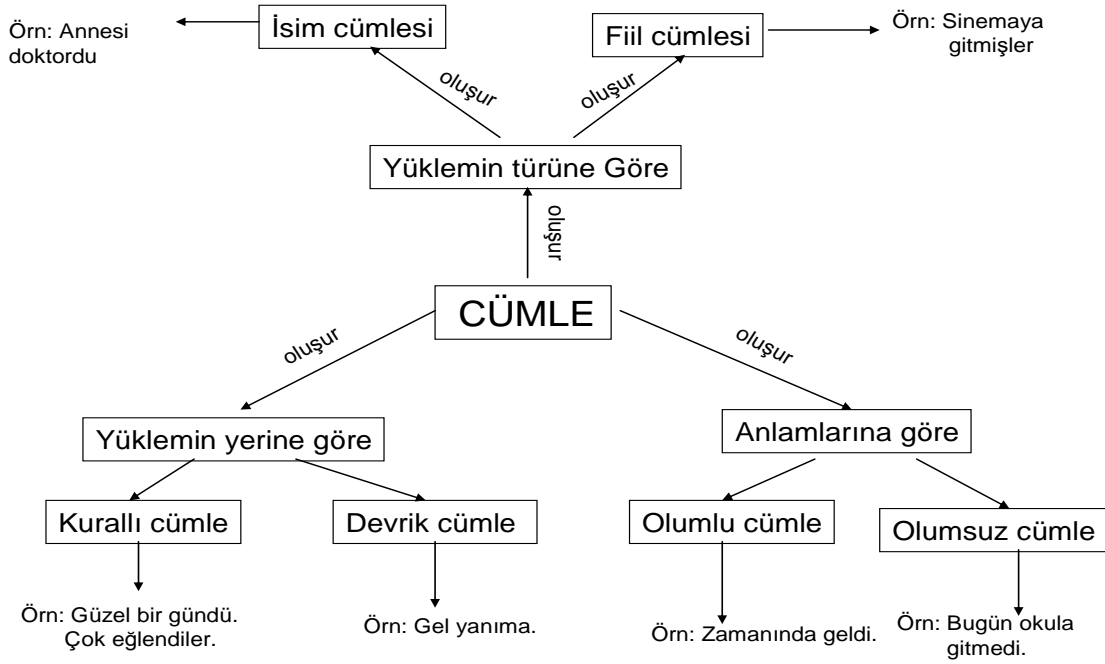 Örn: Annesi
doktordu
İsim cümlesi
Fiil cümlesi
Örn: Sinemaya
gitmişler
oluşur
oluşur
Yüklemin türüne Göre
oluşur
CÜMLE
oluşur
oluşur
Yüklemin yerine göre
Anlamlarına göre
Kurallı cümle
Devrik cümle
Olumlu cümle
Olumsuz cümle
Örn: Güzel bir gündü.
Çok eğlendiler.
Örn: Gel yanıma.
Örn: Zamanında geldi.
Örn: Bugün okula
gitmedi.